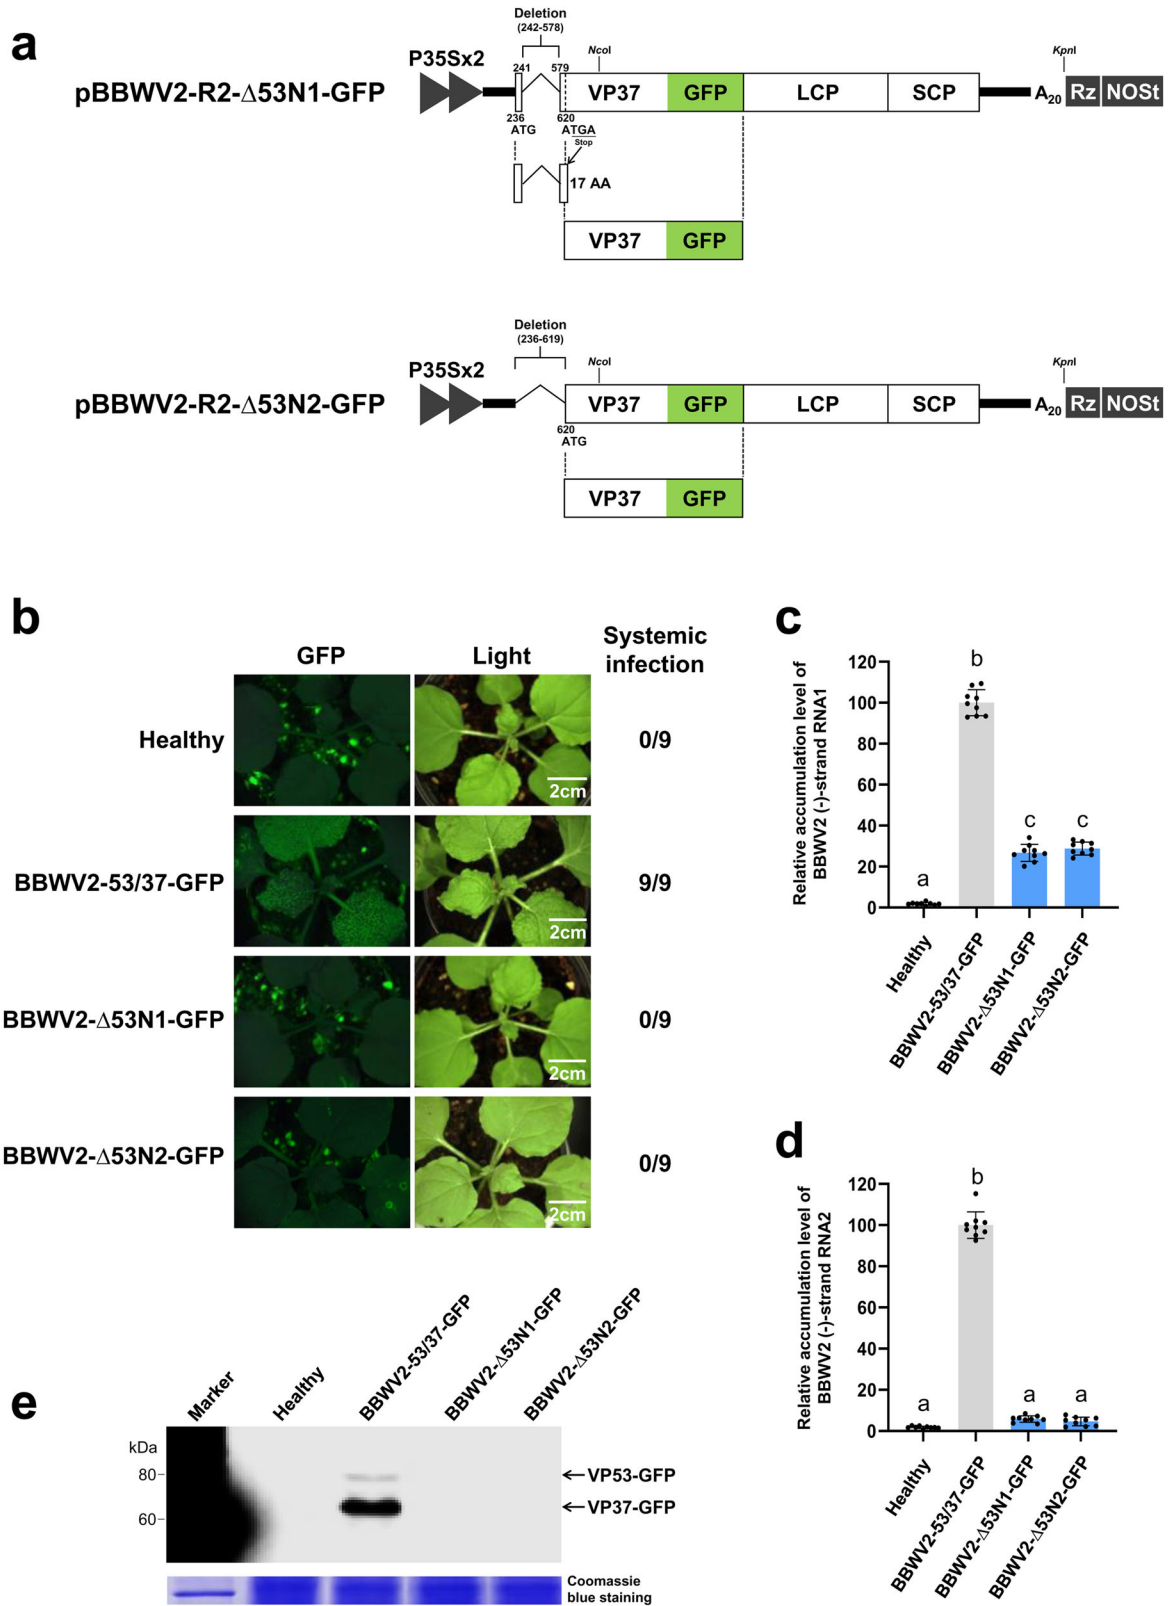 a
Deletion
(242-578)
P35Sx2
241
579
NcoI
KpnI
pBBWV2-R2-Δ53N1-GFP
VP37
GFP
LCP
SCP
A20
Rz
NOSt
236
ATG
620
ATGA
Stop
17 AA
VP37
GFP
Deletion
(236-619)
P35Sx2
NcoI
KpnI
pBBWV2-R2-Δ53N2-GFP
VP37
GFP
LCP
SCP
A20
Rz
NOSt
620
ATG
VP37
GFP
b
GFP
Light
Systemic
infection
Healthy
2cm
0/9
BBWV2-53/37-GFP
2cm
9/9
BBWV2-Δ53N1-GFP
2cm
0/9
BBWV2-Δ53N2-GFP
2cm
0/9
c
Relative accumulation level of
BBWV2 (-)-strand RNA1
120
100
80
60
40
20
0
a
b
c
c
Healthy
BBWV2-53/37-GFP
BBWV2-Δ53N1-GFP
BBWV2-Δ53N2-GFP
d
Relative accumulation level of
BBWV2 (-)-strand RNA2
120
100
80
60
40
20
0
a
b
a
a
Healthy
BBWV2-53/37-GFP
BBWV2-Δ53N1-GFP
BBWV2-Δ53N2-GFP
e
Marker
Healthy
BBWV2-53/37-GFP
BBWV2-Δ53N1-GFP
BBWV2-Δ53N2-GFP
kDa
80
60
VP53-GFP
VP37-GFP
Coomassie
blue staining